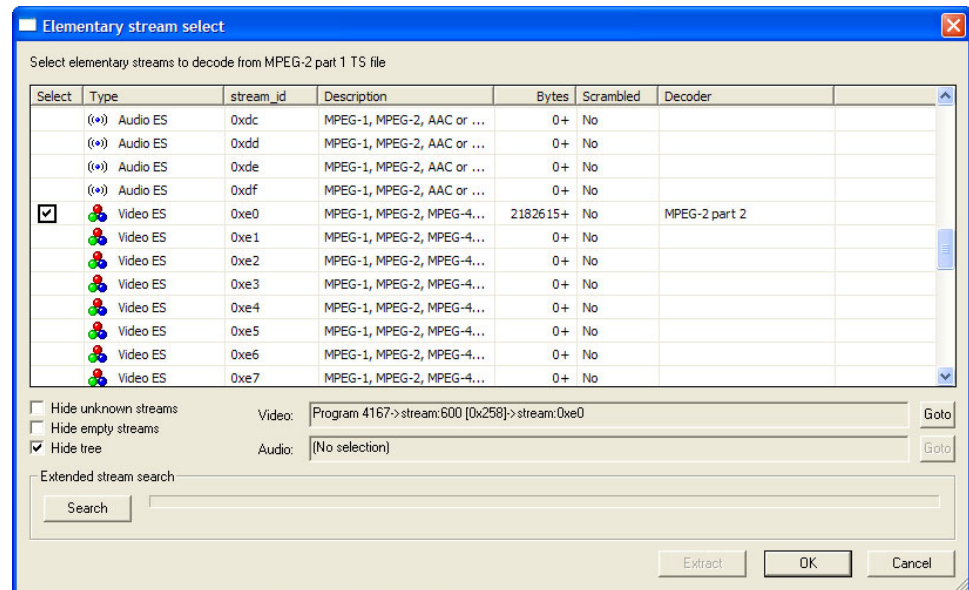 Elementary stream select
Select elementary streams to decode from MPEG-2 part 1 TS file
Select Type stream_id Description Bytes Scrambled Decoder
Audio ES 0xdc MPEG-1, MPEG-2, AAC or ... 0+ No
Audio ES 0xdd MPEG-1, MPEG-2, AAC or ... 0+ No
Audio ES 0xde MPEG-1, MPEG-2, AAC or ... 0+ No
Audio ES 0xdf MPEG-1, MPEG-2, AAC or ... 0+ No
Video ES 0xe0 MPEG-1, MPEG-2, MPEG-4... 2182615+ No MPEG-2 part 2
Video ES 0xe1 MPEG-1, MPEG-2, MPEG-4... 0+ No
Video ES 0xe2 MPEG-1, MPEG-2, MPEG-4... 0+ No
Video ES 0xe3 MPEG-1, MPEG-2, MPEG-4... 0+ No
Video ES 0xe4 MPEG-1, MPEG-2, MPEG-4... 0+ No
Video ES 0xe5 MPEG-1, MPEG-2, MPEG-4... 0+ No
Video ES 0xe6 MPEG-1, MPEG-2, MPEG-4... 0+ No
Video ES 0xe7 MPEG-1, MPEG-2, MPEG-4... 0+ No
Hide unknown streams
Hide empty streams
Hide tree
Video: Program 4167->stream:600 [0x258]->stream:0xe0 Goto
Audio: (No selection) Goto
Extended stream search
Search
Extract OK Cancel